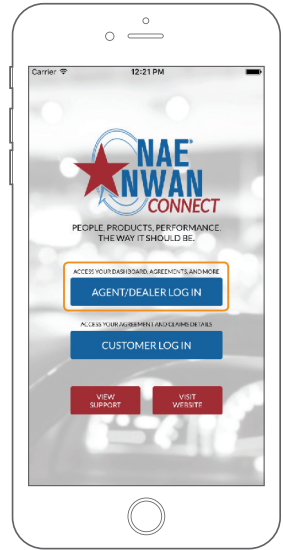 Carrier 12:21 PM
NAE
NWAN
CONNECT
PEOPLE, PRODUCTS, PERFORMANCE.
THE WAY IT SHOULD BE.
ACCESS YOUR DASHBOARD, AGREEMENTS, AND MORE
AGENT/DEALER LOG IN
ACCESS YOUR AGREEMENT AND CLAIMS DETAILS
CUSTOMER LOG IN
VIEW
SUPPORT
VISIT
WEBSITE